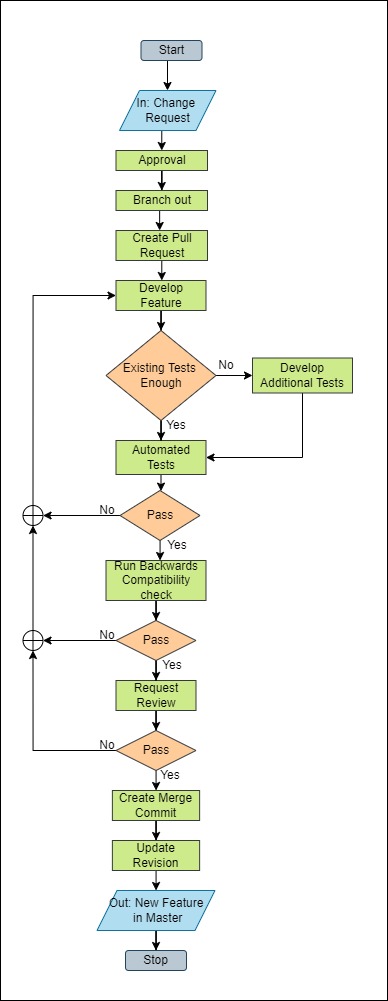 Start
In: Change
Request
Approval
Branch out
Create Pull
Request
Develop
Feature
Existing Tests
Enough
No
Develop
Additional Tests
Yes
Automated
Tests
No
Pass
Yes
Run Backwards
Compatibility
check
No
Pass
Yes
Request
Review
No
Pass
Yes
Create Merge
Commit
Update
Revision
Out: New Feature
in Master
Stop